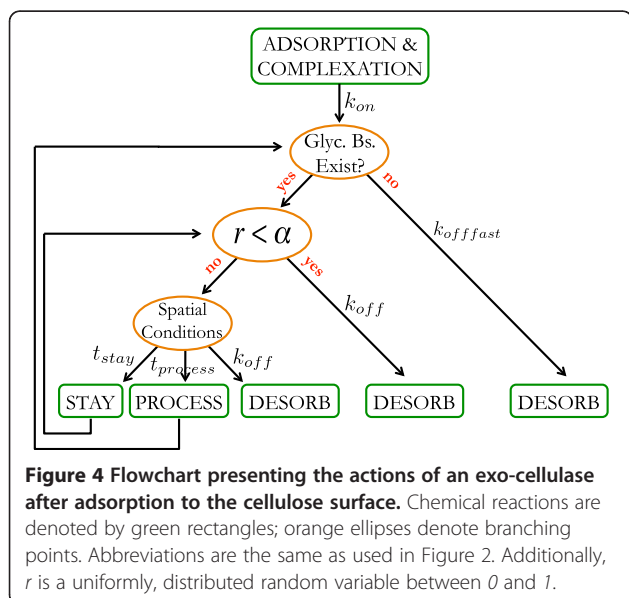 ADSORPTION &
COMPLEXATION
k_on
Glyc. Bs.
Exist?
yes
no
r < α
k_offfast
no
yes
Spatial
Conditions
k_off
t_stay
t_process
k_off
STAY
PROCESS
DESORB
DESORB
DESORB
Figure 4 Flowchart presenting the actions of an exo-cellulase
after adsorption to the cellulose surface. Chemical reactions are
denoted by green rectangles; orange ellipses denote branching
points. Abbreviations are the same as used in Figure 2. Additionally,
r is a uniformly, distributed random variable between 0 and 1.